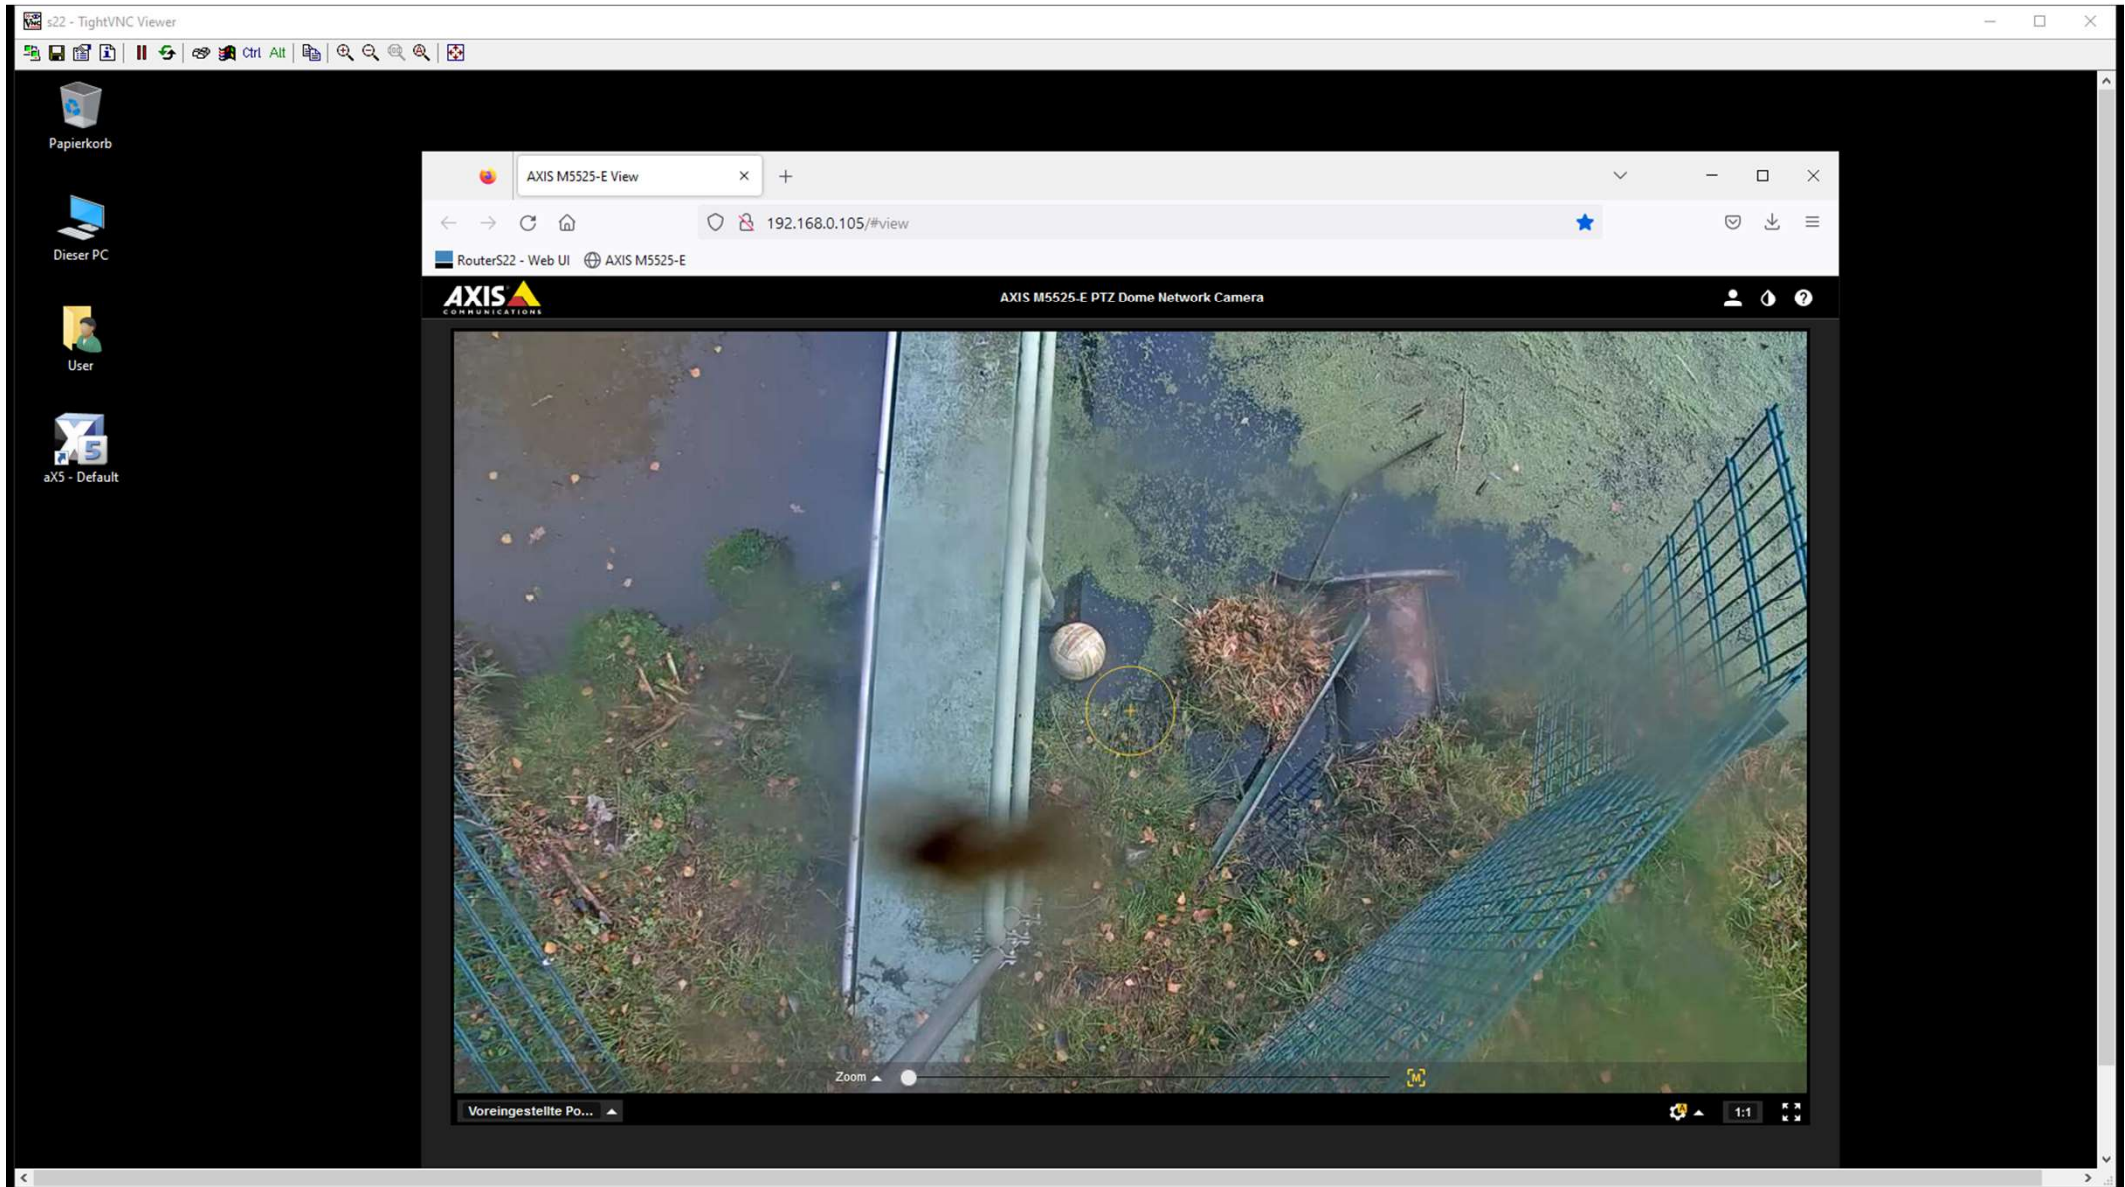 s22 - TightVNC Viewer
Ctrl Alt
Papierkorb
Dieser PC
User
aX5 - Default
AXIS M5525-E View
192.168.0.105/#view
RouterS22 - Web UI AXIS M5525-E
AXIS
COMMUNICATIONS
AXIS M5525-E PTZ Dome Network Camera
Zoom
[M]
Voreingestellte Po...
1:1